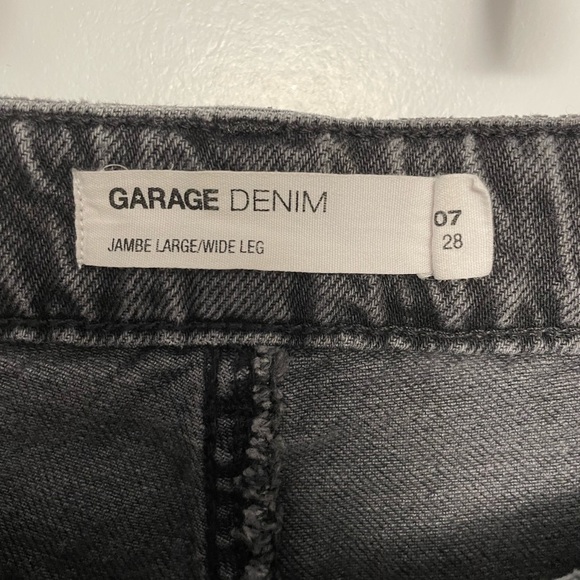 GARAGE DENIM
JAMBE LARGE/WIDE LEG
07
28